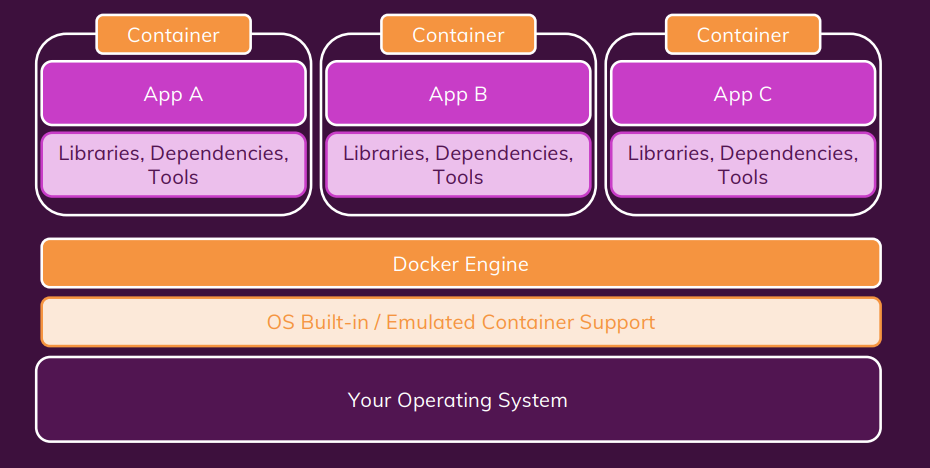 Container
Container
Container
App A
App B
App C
Libraries, Dependencies,
Tools
Libraries, Dependencies,
Tools
Libraries, Dependencies,
Tools
Docker Engine
OS Built-in / Emulated Container Support
Your Operating System